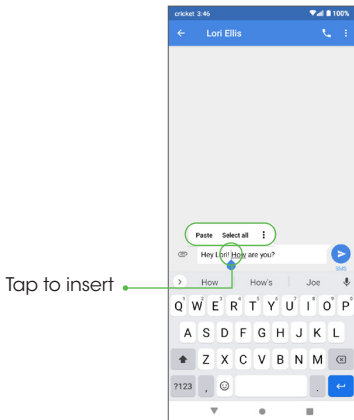 cricket 3:46 100%
Lori Ellis
Paste Select all
Hey Lori! How are you?
SMS
Tap to insert
How How's Joe
Q W E R T Y U I O P
1 2 3 4 5 6 7 8 9 0
A S D F G H J K L
Z X C V B N M
?123 , .